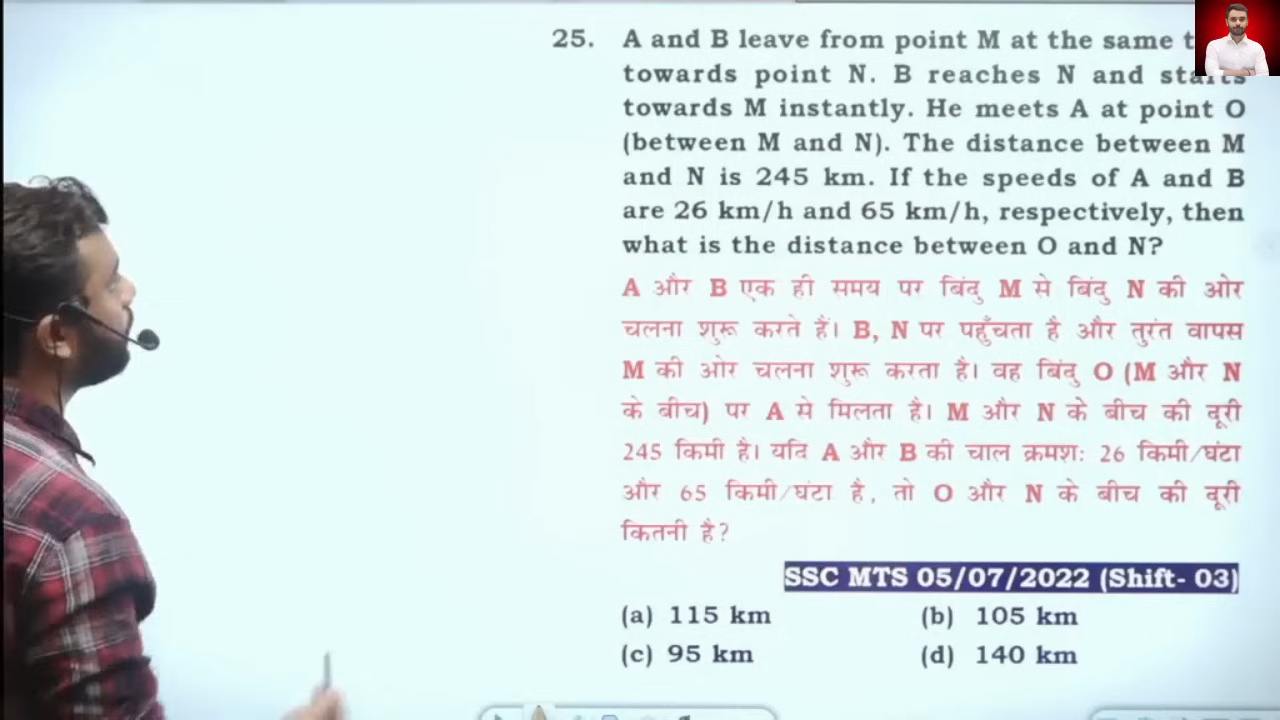 25. A and B leave from point M at the same
towards point N. B reaches N and starts
towards M instantly. He meets A at point O
(between M and N). The distance between M
and N is 245 km. If the speeds of A and B
are 26 km/h and 65 km/h, respectively, then
what is the distance between O and N?
A और B एक ही समय पर बिंदु M से बिंदु N की ओर
चलना शुरू करते हैं। B, N पर पहुँचता है और तुरंत वापस
M की ओर चलना शुरू करता है। वह बिंदु O (M और N
के बीच) पर A से मिलता है। M और N के बीच की दूरी
245 किमी है। यदि A और B की चाल क्रमश: 26 किमी/घंटा
और 65 किमी/घंटा है, तो O और N के बीच की दूरी
कितनी है?
SSC MTS 05/07/2022 (Shift- 03)
(a) 115 km (b) 105 km
(c) 95 km (d) 140 km